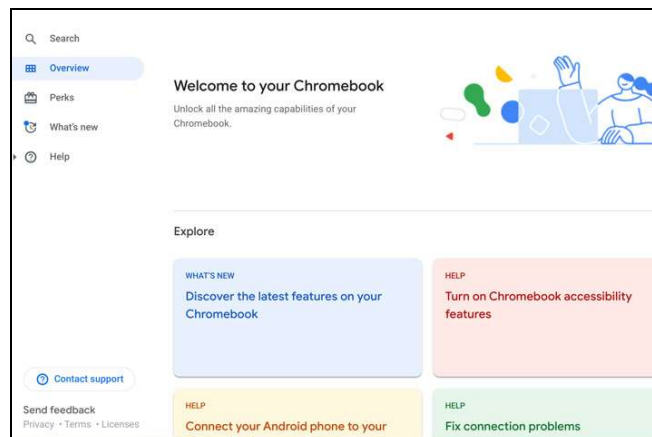 Search
Overview
Perks
What's new
Help
Contact support
Send feedback
Privacy • Terms • Licenses
Welcome to your Chromebook
Unlock all the amazing capabilities of your
Chromebook.
Explore
WHAT'S NEW
Discover the latest features on your
Chromebook
HELP
Turn on Chromebook accessibility
features
HELP
Connect your Android phone to your
HELP
Fix connection problems